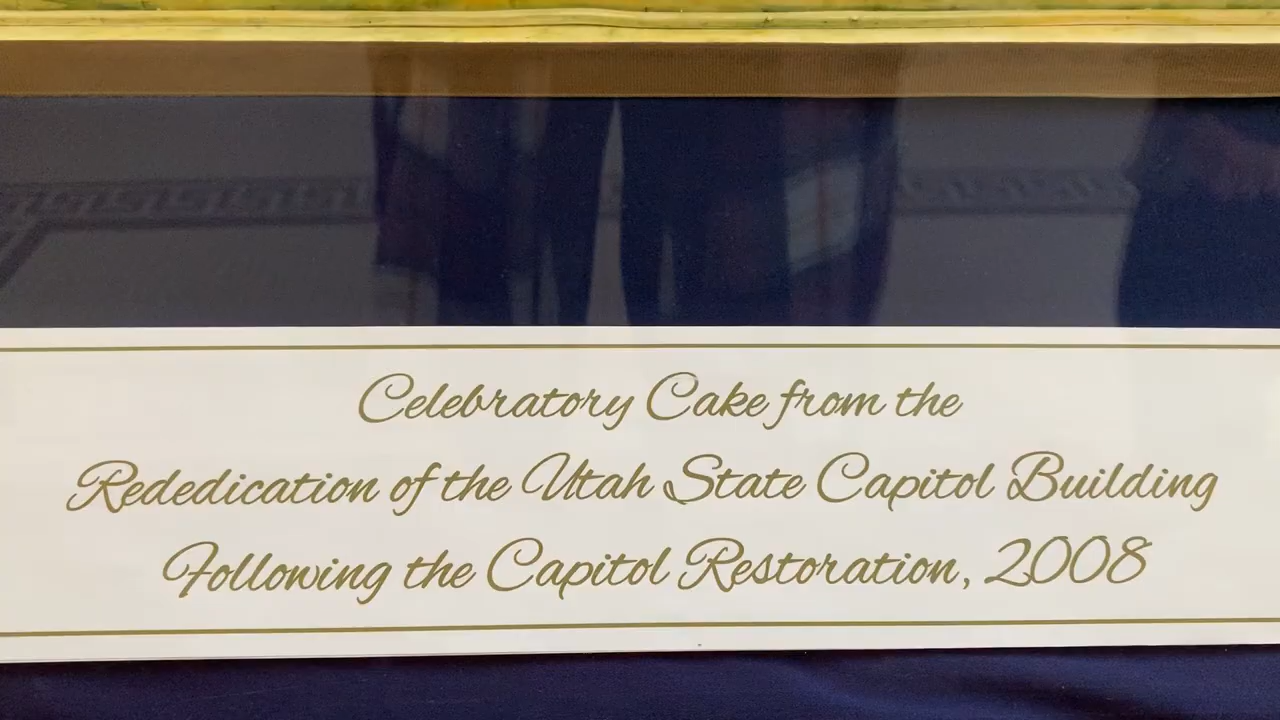 Celebratory Cake from the
Rededication of the Utah State Capitol Building
Following the Capitol Restoration, 2008